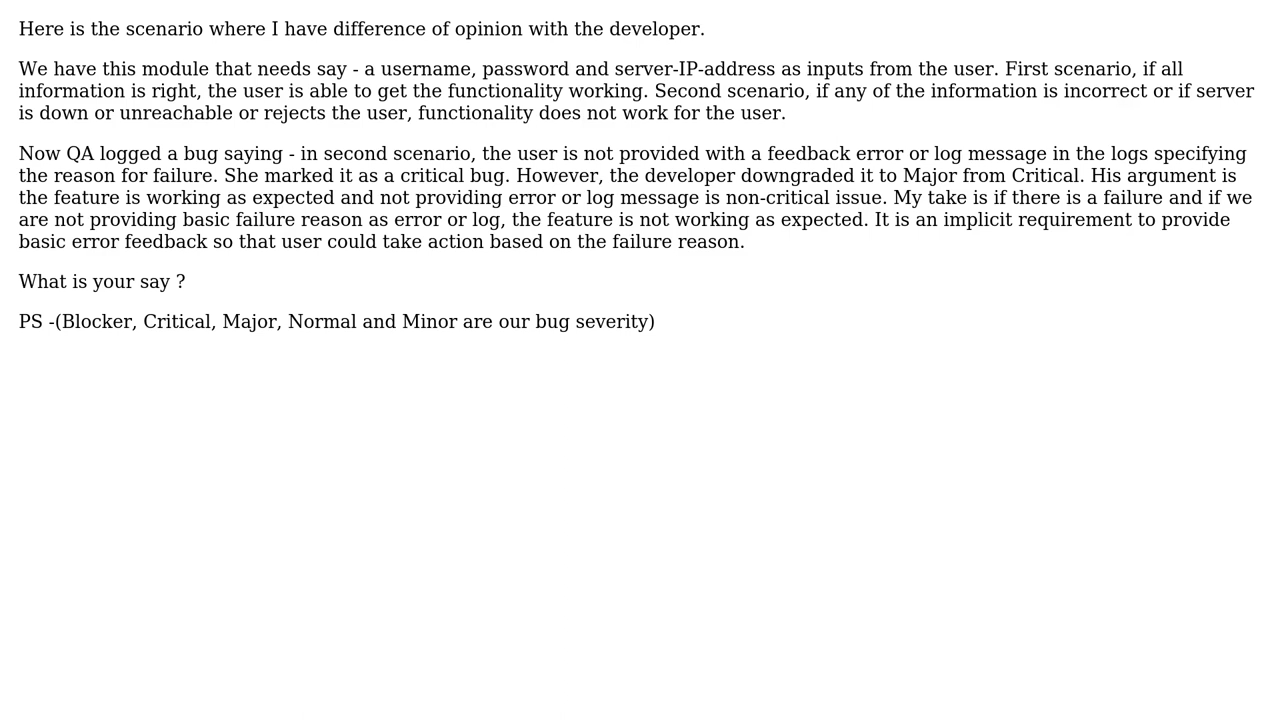 Here is the scenario where I have difference of opinion with the developer.
We have this module that needs say - a username, password and server-IP-address as inputs from the user. First scenario, if all
information is right, the user is able to get the functionality working. Second scenario, if any of the information is incorrect or if server
is down or unreachable or rejects the user, functionality does not work for the user.
Now QA logged a bug saying - in second scenario, the user is not provided with a feedback error or log message in the logs specifying
the reason for failure. She marked it as a critical bug. However, the developer downgraded it to Major from Critical. His argument is
the feature is working as expected and not providing error or log message is non-critical issue. My take is if there is a failure and if we
are not providing basic failure reason as error or log, the feature is not working as expected. It is an implicit requirement to provide
basic error feedback so that user could take action based on the failure reason.
What is your say ?
PS -(Blocker, Critical, Major, Normal and Minor are our bug severity)